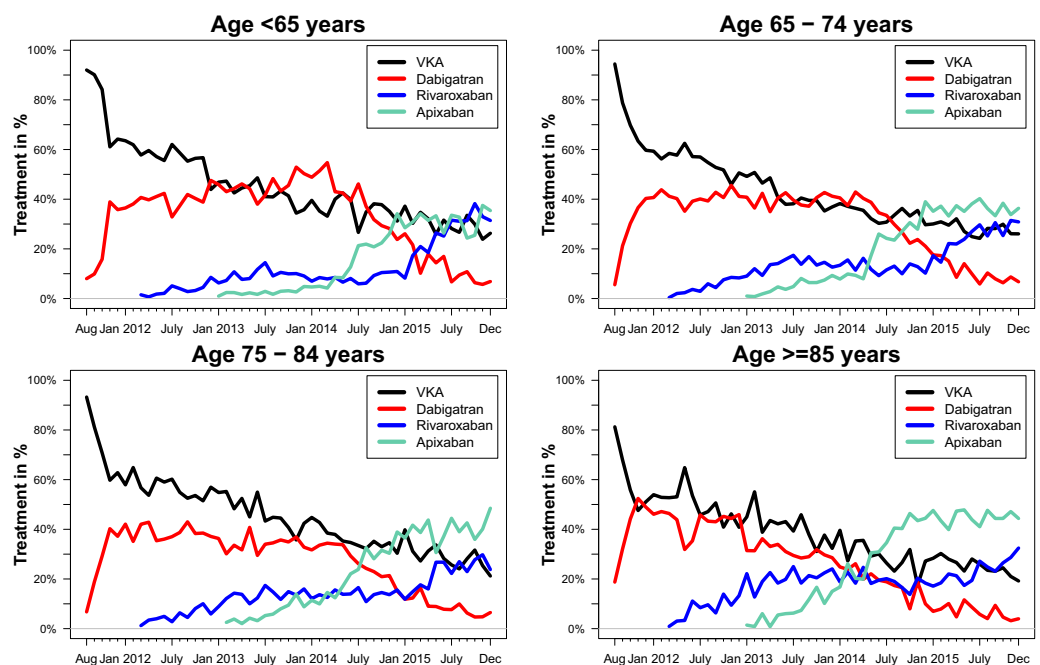 Age <65 years
100%
80%
60%
40%
20%
0%
Treatment in %
VKA
Dabigatran
Rivaroxaban
Apixaban
Aug Jan 2012 July Jan 2013 July Jan 2014 July Jan 2015 July Dec
Age 65 − 74 years
100%
80%
60%
40%
20%
0%
Treatment in %
VKA
Dabigatran
Rivaroxaban
Apixaban
Aug Jan 2012 July Jan 2013 July Jan 2014 July Jan 2015 July Dec
Age 75 − 84 years
100%
80%
60%
40%
20%
0%
Treatment in %
VKA
Dabigatran
Rivaroxaban
Apixaban
Aug Jan 2012 July Jan 2013 July Jan 2014 July Jan 2015 July Dec
Age >=85 years
100%
80%
60%
40%
20%
0%
Treatment in %
VKA
Dabigatran
Rivaroxaban
Apixaban
Aug Jan 2012 July Jan 2013 July Jan 2014 July Jan 2015 July Dec